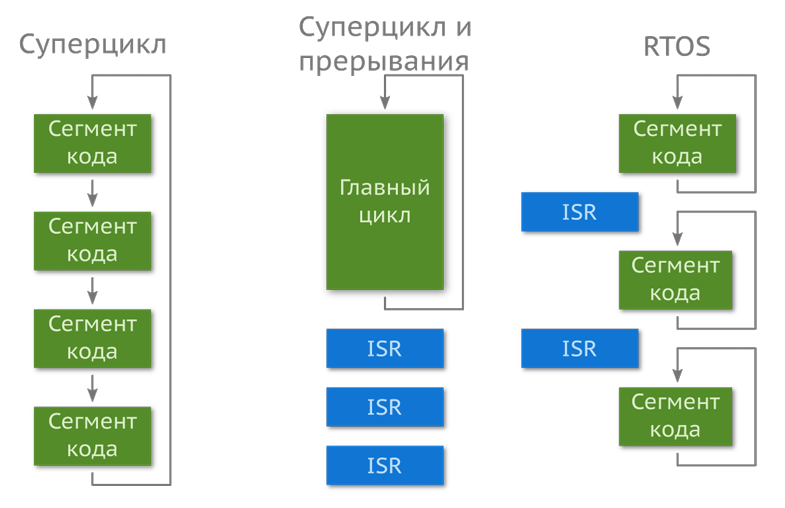 Суперцикл
Сегмент
кода
Сегмент
кода
Сегмент
кода
Сегмент
кода
Суперцикл и
прерывания
Главный
цикл
ISR
ISR
ISR
RTOS
Сегмент
кода
ISR
Сегмент
кода
ISR
Сегмент
кода